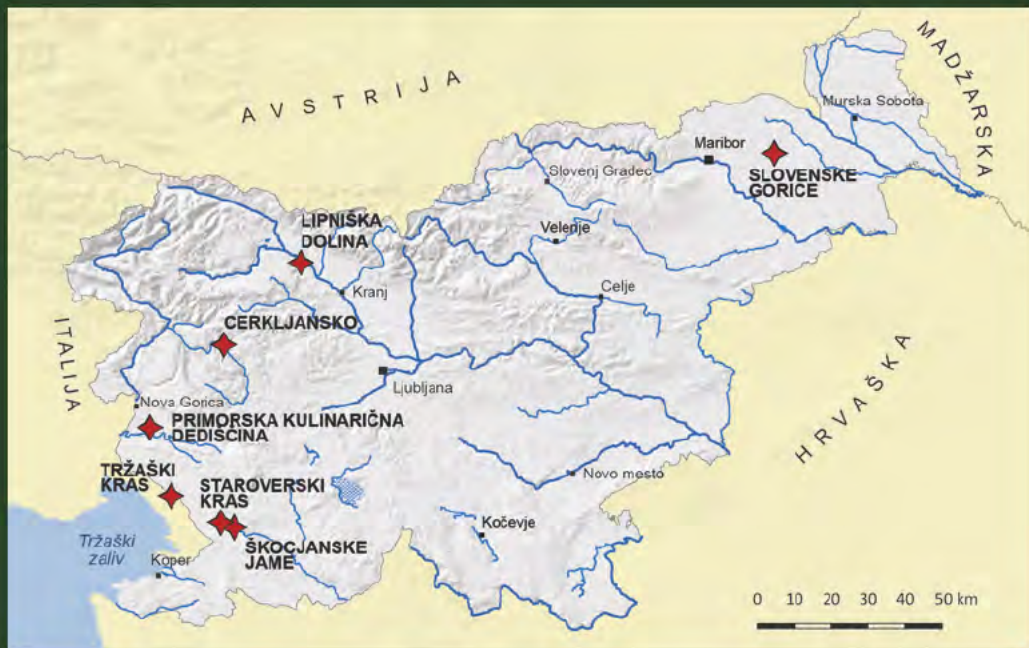 AVSTRIJA
MADŽARSKA
Murska Sobota
Maribor
Slovenj Gradec
SLOVENSKE
GORICE
LIPNIŠKA
DOLINA
Velenje
Kranj
Celje
ITALIJA
CERKLJANSKO
Ljubljana
HRVAŠKA
Nova Gorica
PRIMORSKA KULINARIČNA
DEDIŠČINA
TRŽAŠKI
KRAS
STAROVERSKI
KRAS
Novo mesto
Kočevje
ŠKOCJANSKE
JAME
Tržaški
zaliv
Koper
0 10 20 30 40 50 km